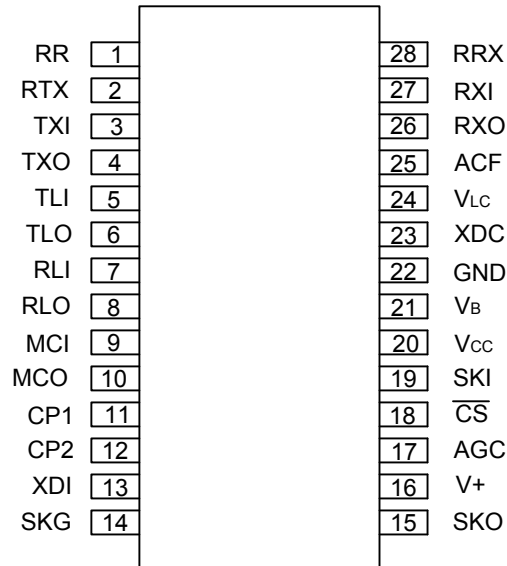 RR 1 28 RRX
RTX 2 27 RXI
TXI 3 26 RXO
TXO 4 25 ACF
TLI 5 24 VLC
TLO 6 23 XDC
RLI 7 22 GND
RLO 8 21 VB
MCI 9 20 VCC
MCO 10 19 SKI
CP1 11 18 C̅S̅
CP2 12 17 AGC
XDI 13 16 V+
SKG 14 15 SKO